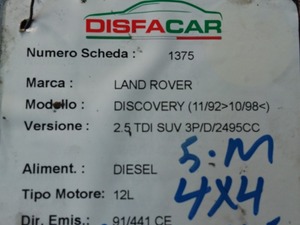 DISFACAR
Numero Scheda : 1375
Marca : LAND ROVER
Modello : DISCOVERY (11/92>10/98<)
Versione : 2.5 TDI SUV 3P/D/2495CC
5.M
Aliment. : DIESEL
4X4
Tipo Motore: 12L
Dir. Emis.: 91/441 CE